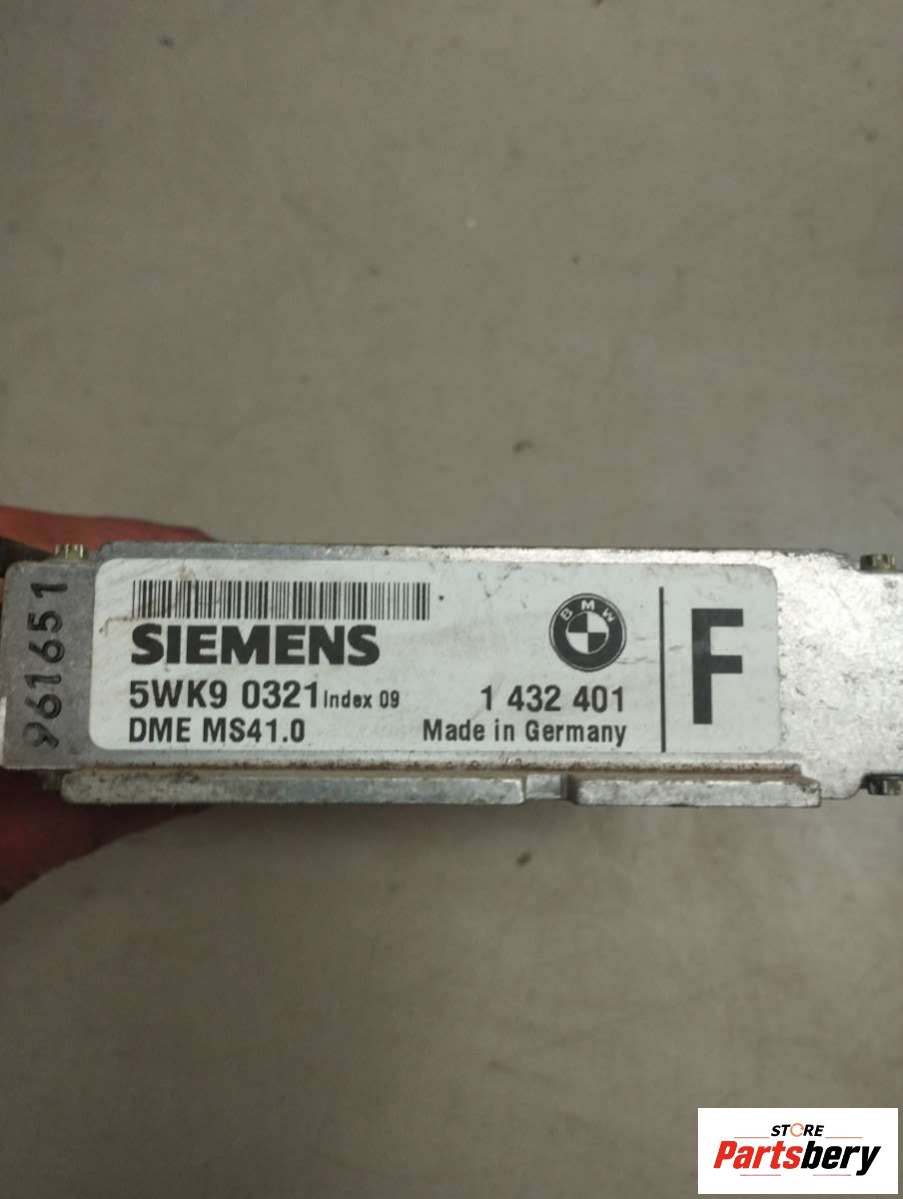 961651
SIEMENS
BMW
5WK9 0321 Index 09
1 432 401
DME MS41.0
Made in Germany
F
STORE
Partsbery